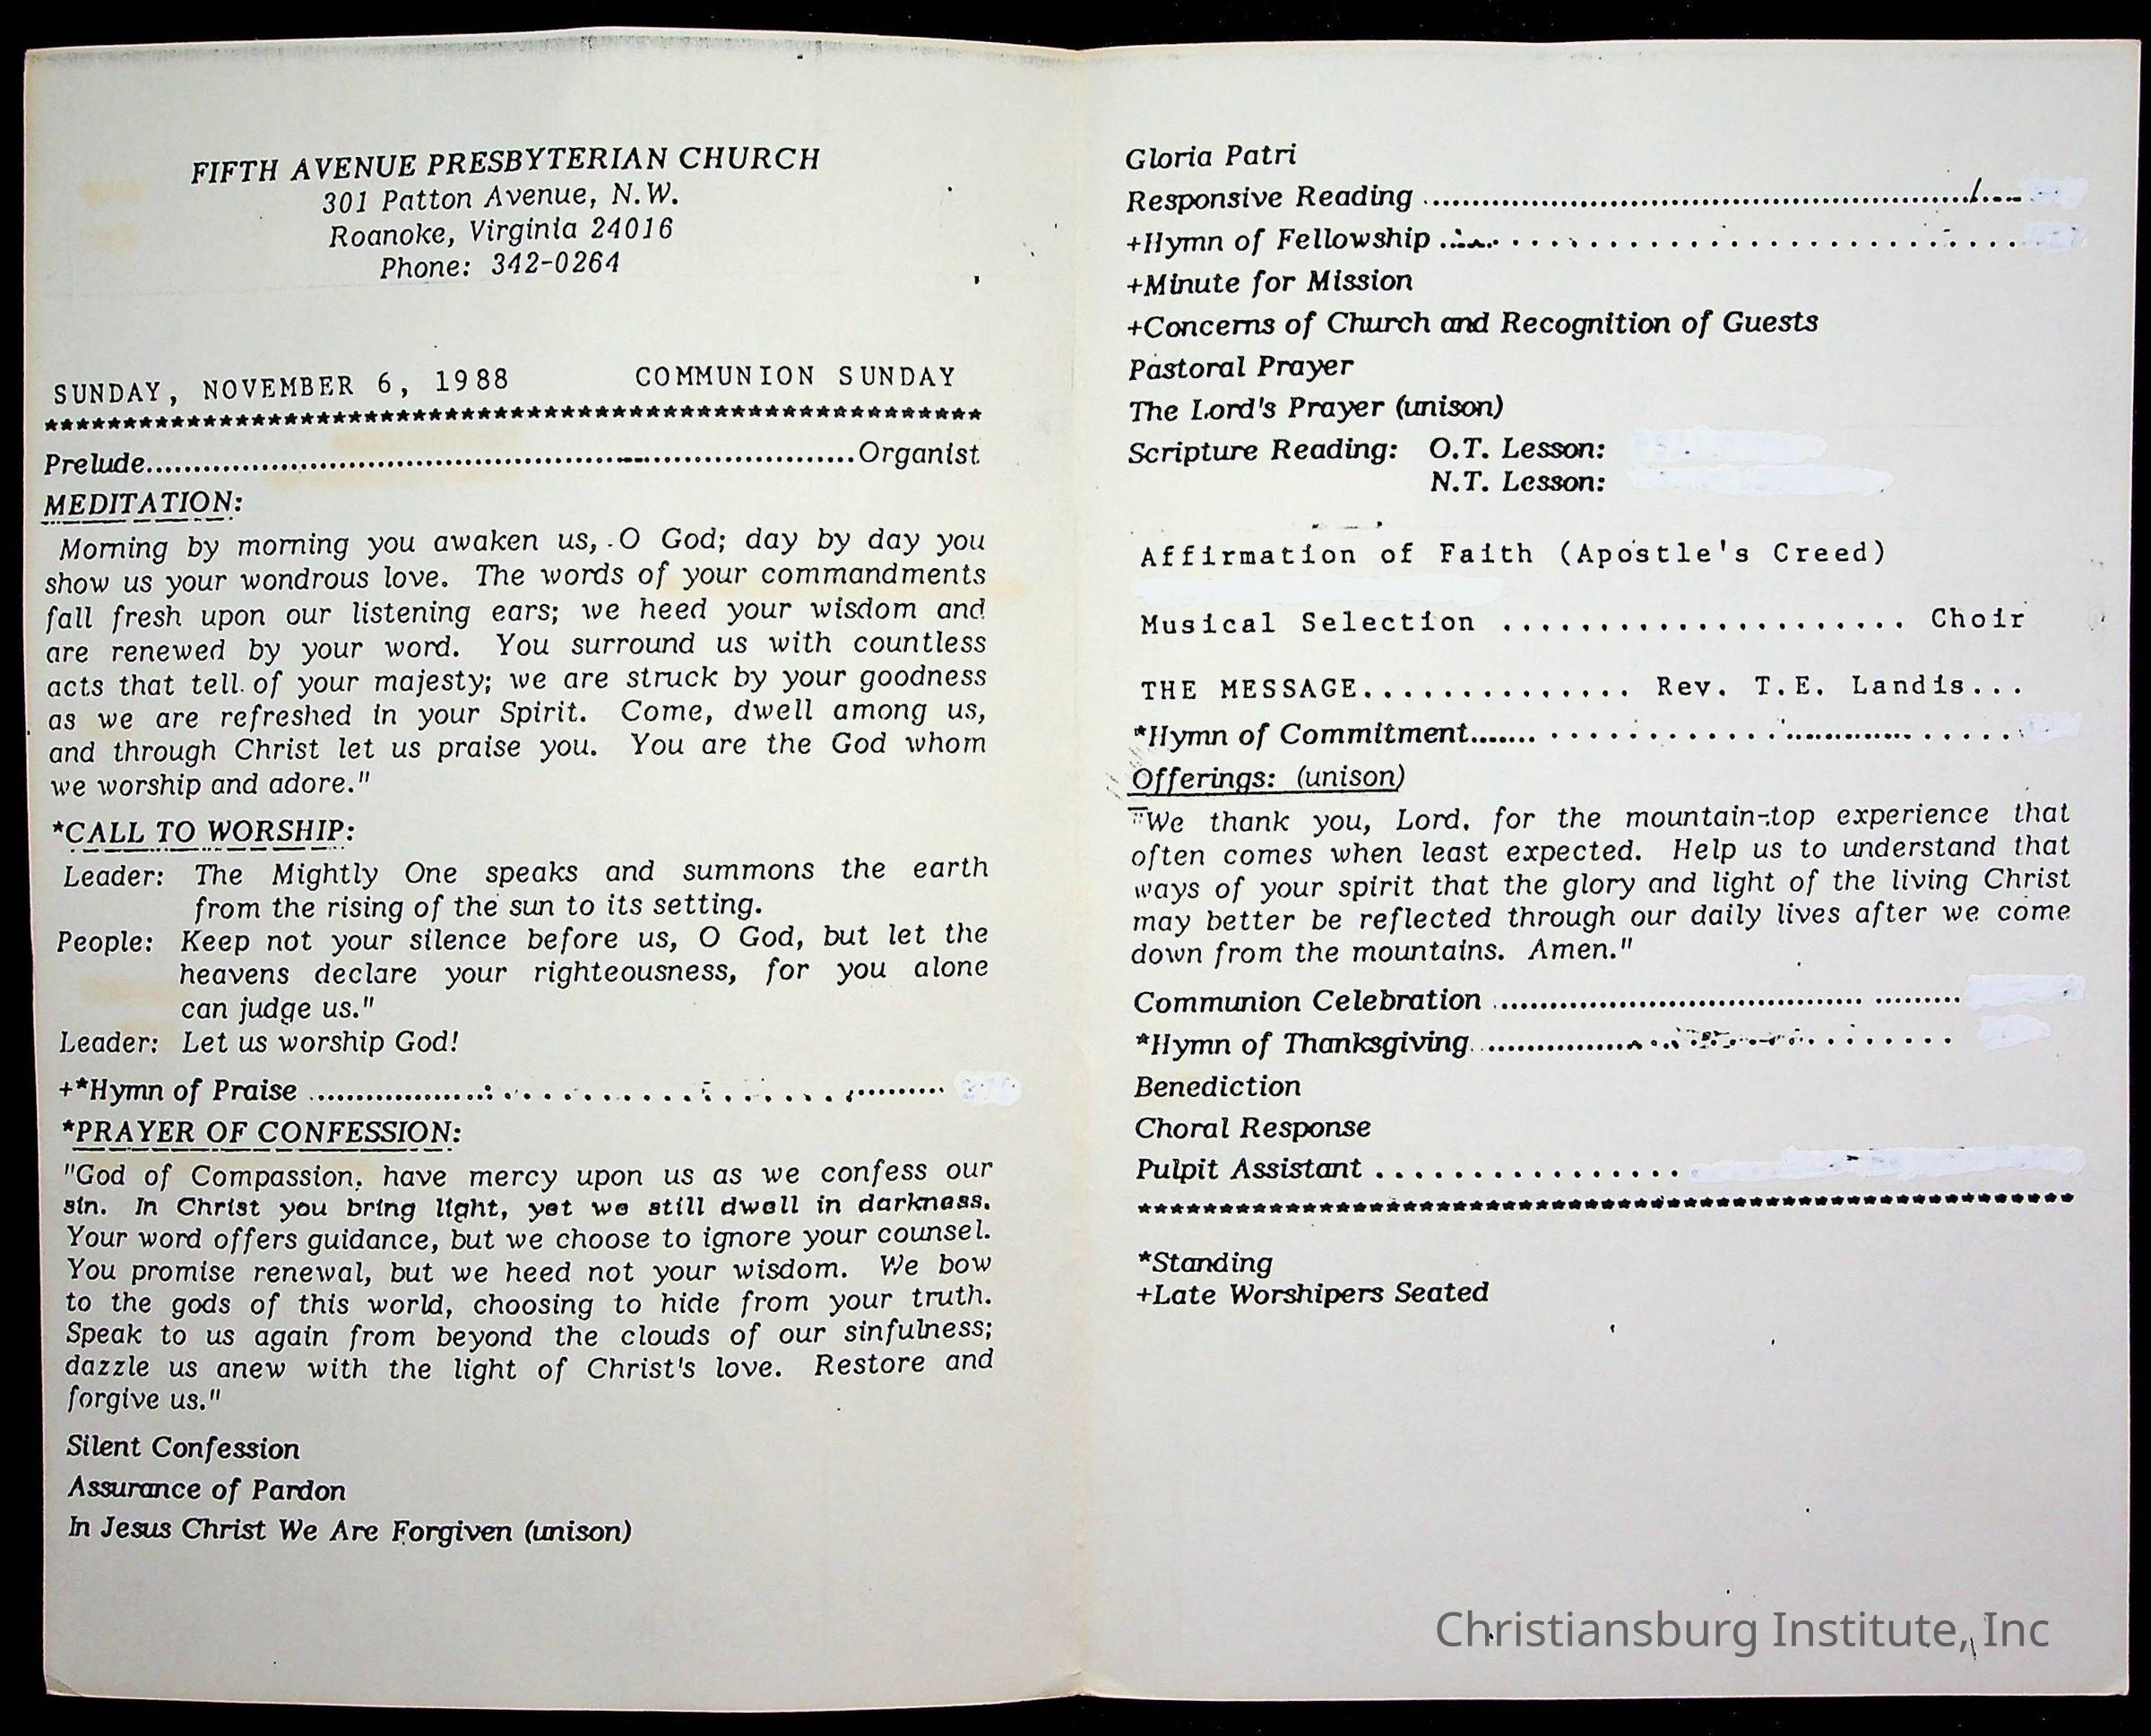 FIFTH AVENUE PRESBYTERIAN CHURCH
301 Patton Avenue, N.W.
Roanoke, Virginia 24016
Phone: 342-0264
SUNDAY, NOVEMBER 6, 1988 COMMUNION SUNDAY
************************************************************
Prelude..........................................................................Organist
MEDITATION:
Morning by morning you awaken us, O God; day by day you
show us your wondrous love. The words of your commandments
fall fresh upon our listening ears; we heed your wisdom and
are renewed by your word. You surround us with countless
acts that tell of your majesty; we are struck by your goodness
as we are refreshed in your Spirit. Come, dwell among us,
and through Christ let us praise you. You are the God whom
we worship and adore."
*CALL TO WORSHIP:
Leader: The Mightly One speaks and summons the earth
from the rising of the sun to its setting.
People: Keep not your silence before us, O God, but let the
heavens declare your righteousness, for you alone
can judge us."
Leader: Let us worship God!
+*Hymn of Praise ..........................................................
*PRAYER OF CONFESSION:
"God of Compassion, have mercy upon us as we confess our
sin. In Christ you bring light, yet we still dwell in darkness.
Your word offers guidance, but we choose to ignore your counsel.
You promise renewal, but we heed not your wisdom. We bow
to the gods of this world, choosing to hide from your truth.
Speak to us again from beyond the clouds of our sinfulness;
dazzle us anew with the light of Christ's love. Restore and
forgive us."
Silent Confession
Assurance of Pardon
In Jesus Christ We Are Forgiven (unison)
Gloria Patri
Responsive Reading ............................................................
+Hymn of Fellowship ........................................
+Minute for Mission
+Concerns of Church and Recognition of Guests
Pastoral Prayer
The Lord's Prayer (unison)
Scripture Reading: O.T. Lesson:
N.T. Lesson:
Affirmation of Faith (Apostle's Creed)
Musical Selection ..................... Choir
THE MESSAGE.............. Rev. T.E. Landis...
*Hymn of Commitment.............................................
Offerings: (unison)
"We thank you, Lord, for the mountain-top experience that
often comes when least expected. Help us to understand that
ways of your spirit that the glory and light of the living Christ
may better be reflected through our daily lives after we come
down from the mountains. Amen."
Communion Celebration ................................................
*Hymn of Thanksgiving........................................
Benediction
Choral Response
Pulpit Assistant ................
************************************************************
*Standing
+Late Worshipers Seated
Christiansburg Institute, Inc